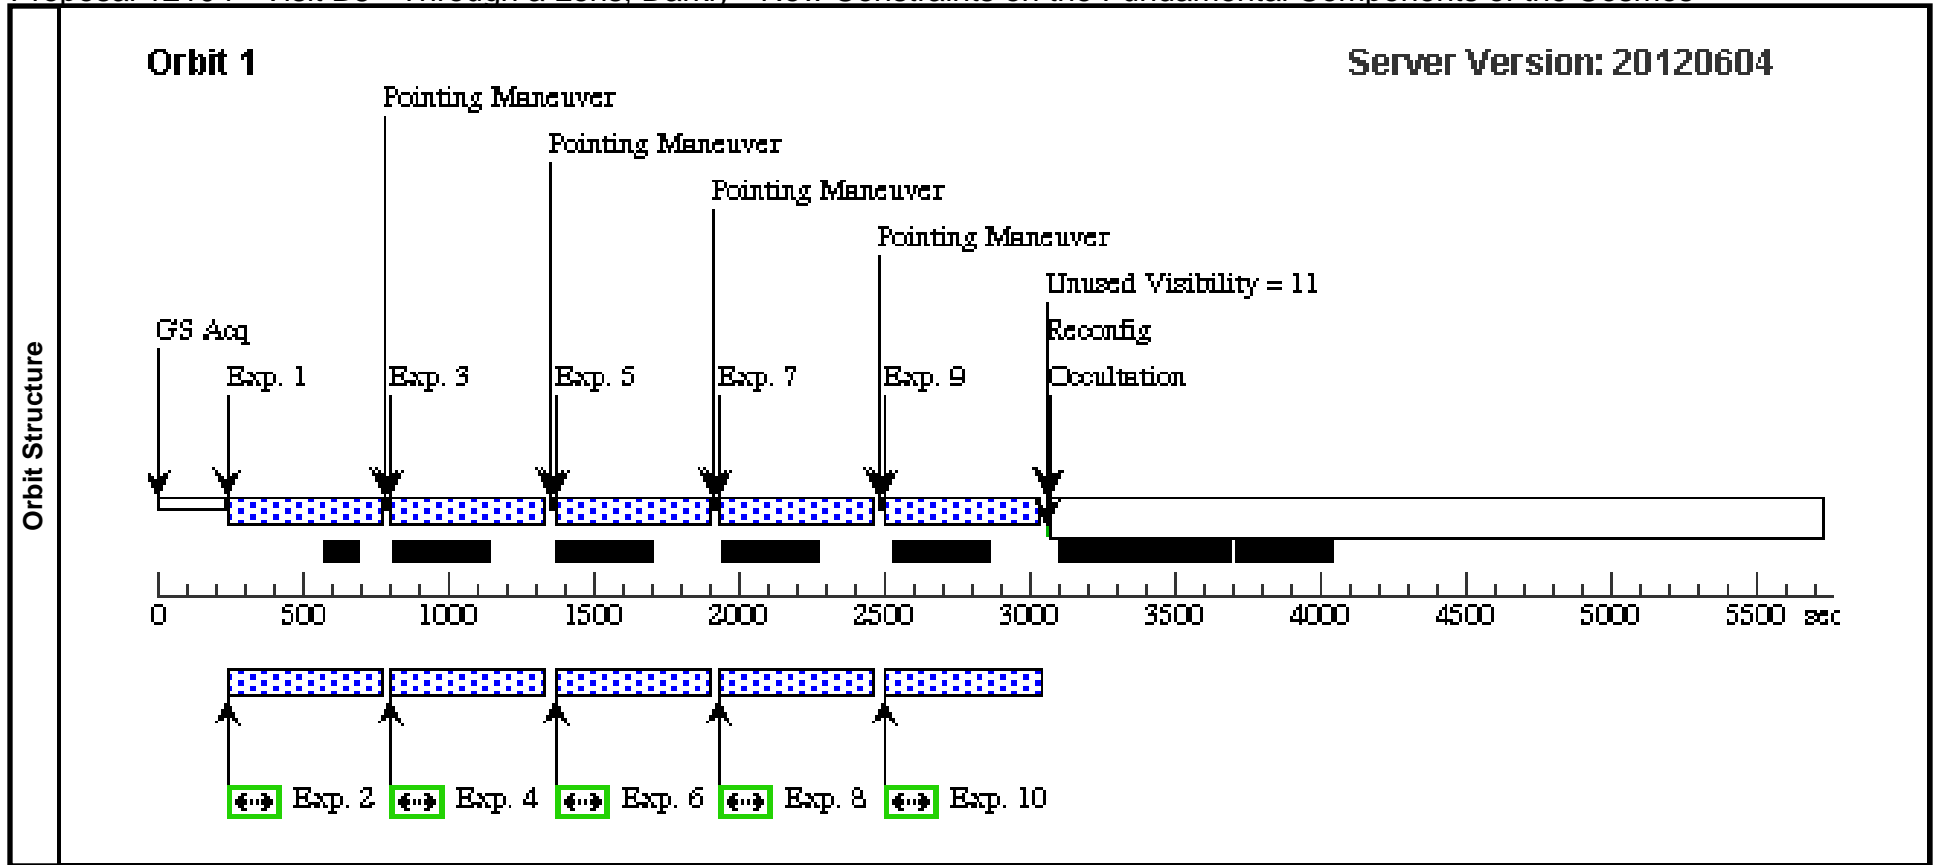 Orbit 1
Server Version: 20120604
Pointing Maneuver
Pointing Maneuver
Pointing Maneuver
Pointing Maneuver
Unused Visibility = 11
GS Acq
Reconfig
Exp. 1
Exp. 3
Exp. 5
Exp. 7
Exp. 9
Occultation
Orbit Structure
0
500
1000
1500
2000
2500
3000
3500
4000
4500
5000
5500
sec
Exp. 2
Exp. 4
Exp. 6
Exp. 8
Exp. 10